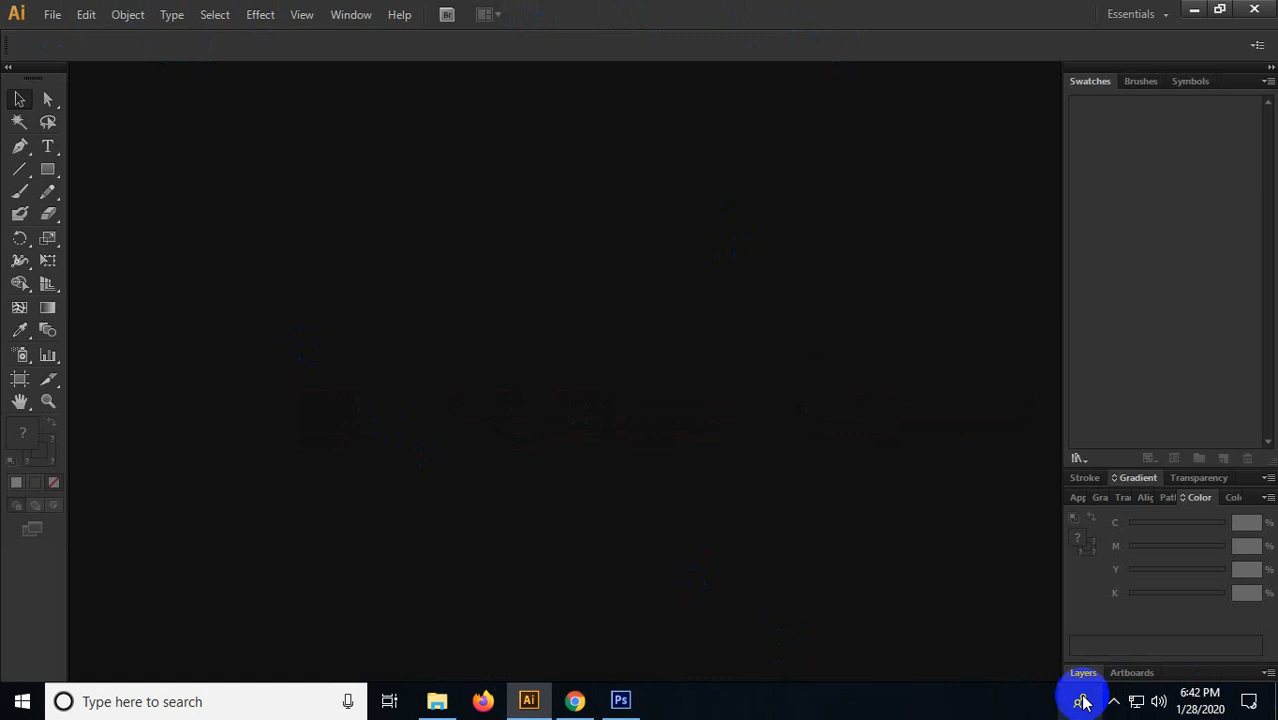 Ai File Edit Object Type Select Effect View Window Help Br Essentials
Swatches Brushes Symbols
T
Stroke Gradient Transparency
Color
? C %
? M %
Y %
K %
Layers Artboards
Type here to search Ai Ps 6:42 PM
1/28/2020